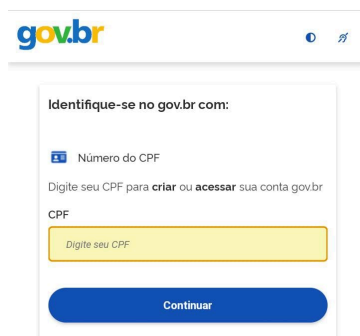 gov.br
Identifique-se no gov.br com:
Número do CPF
Digite seu CPF para criar ou acessar sua conta gov.br
CPF
Digite seu CPF
Continuar